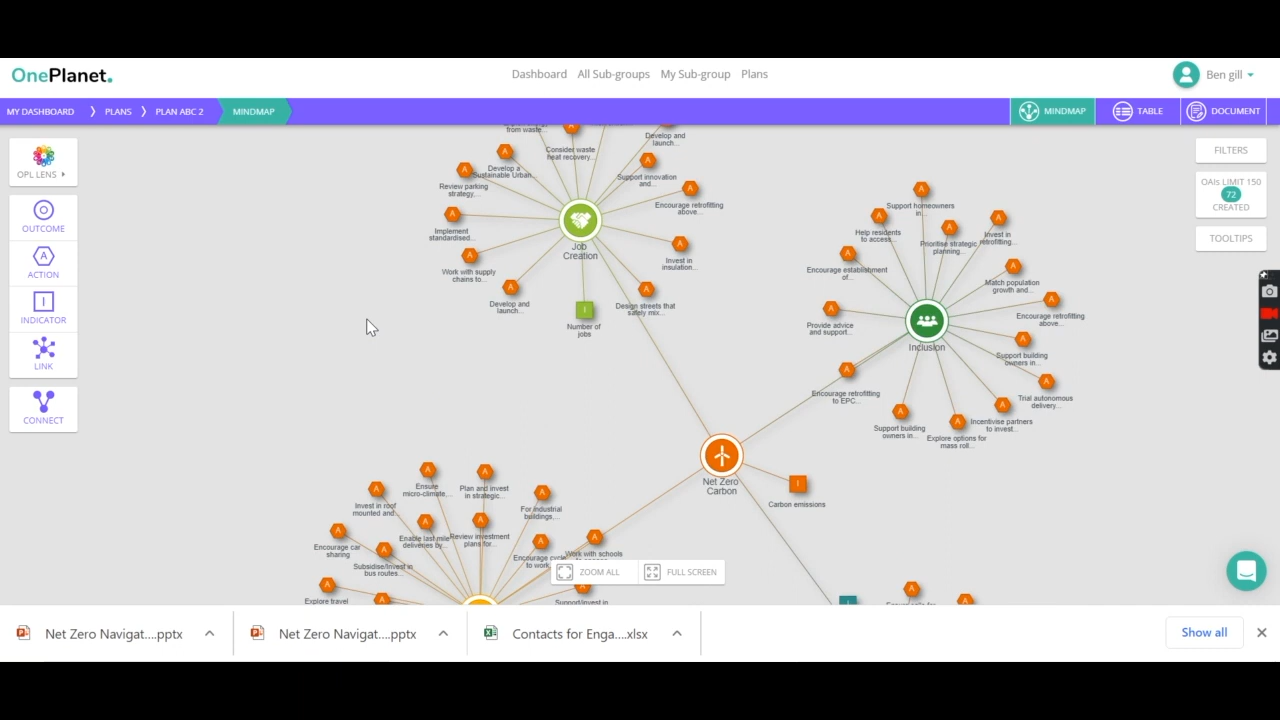 OnePlanet.
Dashboard All Sub-groups My Sub-group Plans
Ben gill
MY DASHBOARD
PLANS
PLAN ABC 2
MINDMAP
MINDMAP
TABLE
DOCUMENT
OPL LENS
OUTCOME
ACTION
INDICATOR
LINK
CONNECT
FILTERS
OAIs LIMIT 150
72
CREATED
TOOLTIPS
from waste...
Consider waste
heat recovery...
Develop and
launch...
Develop a
Sustainable Urban...
Support innovation
and...
Review parking
strategy,...
Encourage retrofitting
above...
Implement
standardised...
Job
Creation
Invest in
insulation...
Work with supply
chains to...
Develop and
launch...
Design streets that
safely mix...
Number of
jobs
Support homeowners
in...
Help residents
to access...
Prioritise strategic
planning...
Invest in
retrofitting...
Encourage establishment
of...
Match population
growth and...
Provide advice
and support...
Encourage retrofitting
above...
Inclusion
Support building
owners in...
Encourage retrofitting
to EPC...
Trial autonomous
delivery...
Support building
owners in...
Explore options for
mass roll...
Incentivise partners
to invest...
Net Zero
Carbon
Carbon emissions
Ensure
micro-climate...
Plan and invest
in strategic...
Invest in roof
mounted and...
For industrial
buildings...
Encourage car
sharing
Enable last mile
deliveries by...
Review investment
plans for...
Subsidise/Invest in
bus routes...
Encourage cycle
to work...
Work with schools
Explore travel
Support/Invest in
ZOOM ALL
FULL SCREEN
Net Zero Navigat....pptx
Net Zero Navigat....pptx
Contacts for Enga....xlsx
Show all